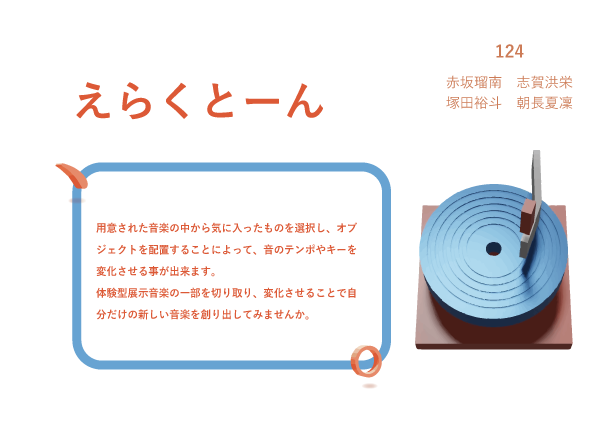 124
赤坂瑠南　志賀洪栄
塚田裕斗　朝長夏凜
えらくとーん
用意された音楽の中から気に入ったものを選択し、オブ
ジェクトを配置することによって、音のテンポやキーを
変化させる事が出来ます。
体験型展示音楽の一部を切り取り、変化させることで自
分だけの新しい音楽を創り出してみませんか。